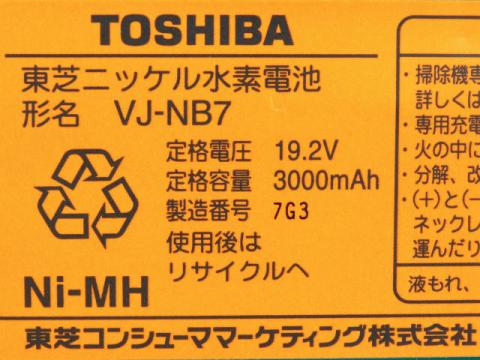 TOSHIBA
東芝ニッケル水素電池
形名 VJ-NB7
定格電圧 19.2V
定格容量 3000mAh
製造番号 7G3
使用後は
リサイクルへ
Ni-MH
東芝コンシューママーケティング株式会社
・掃除機専
詳しくは
・専用充電
・火の中に
・分解、改
・(+)と(−
ネックレ
運んだり
液もれ、